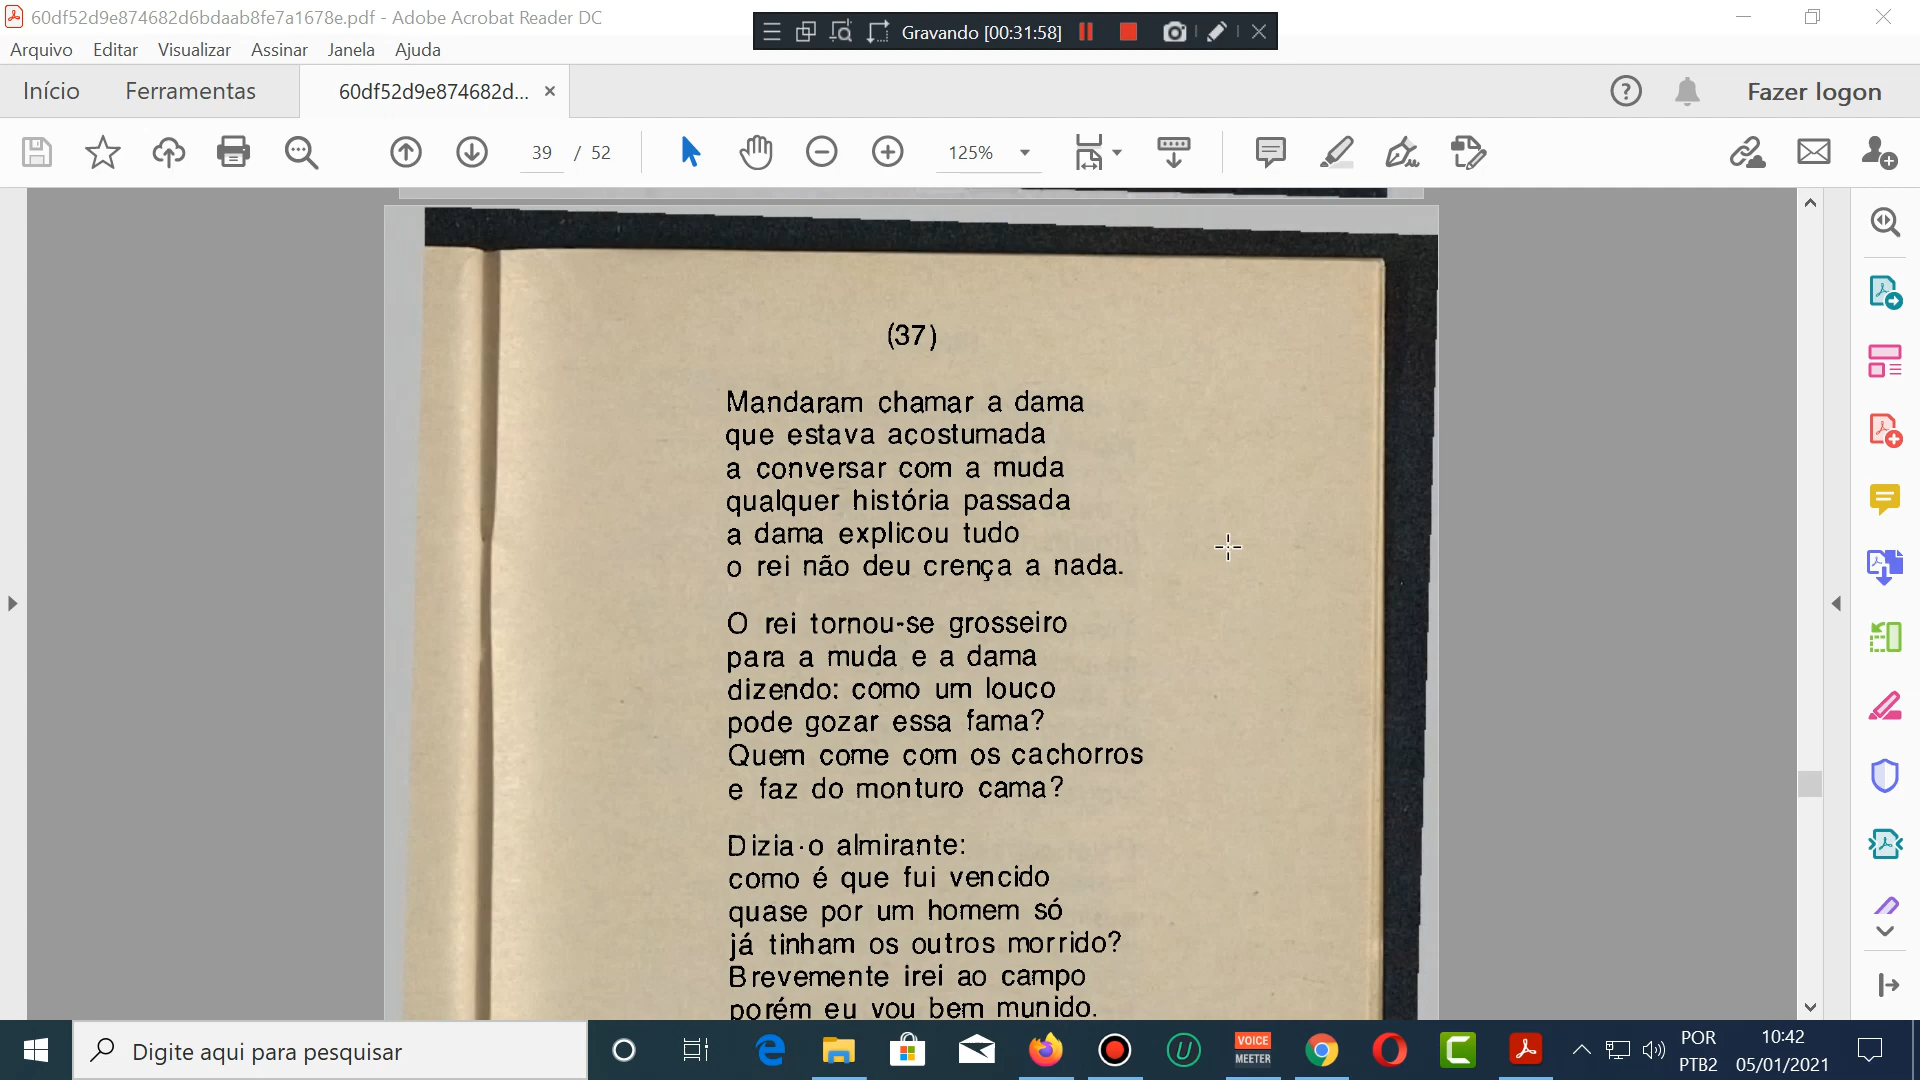 60df52d9e874682d6bdaab8fe7a1678e.pdf - Adobe Acrobat Reader DC
Gravando [00:31:58]
Arquivo Editar Visualizar Assinar Janela Ajuda
Início Ferramentas 60df52d9e874682d... Fazer logon
39 / 52 125%
(37)
Mandaram chamar a dama
que estava acostumada
a conversar com a muda
qualquer história passada
a dama explicou tudo
o rei não deu crença a nada.
O rei tornou-se grosseiro
para a muda e a dama
dizendo: como um louco
pode gozar essa fama?
Quem come com os cachorros
e faz do monturo cama?
Dizia·o almirante:
como é que fui vencido
quase por um homem só
já tinham os outros morrido?
Brevemente irei ao campo
porém eu vou bem munido.
Digite aqui para pesquisar
VOICE
MEETER
POR
PTB2
10:42
05/01/2021